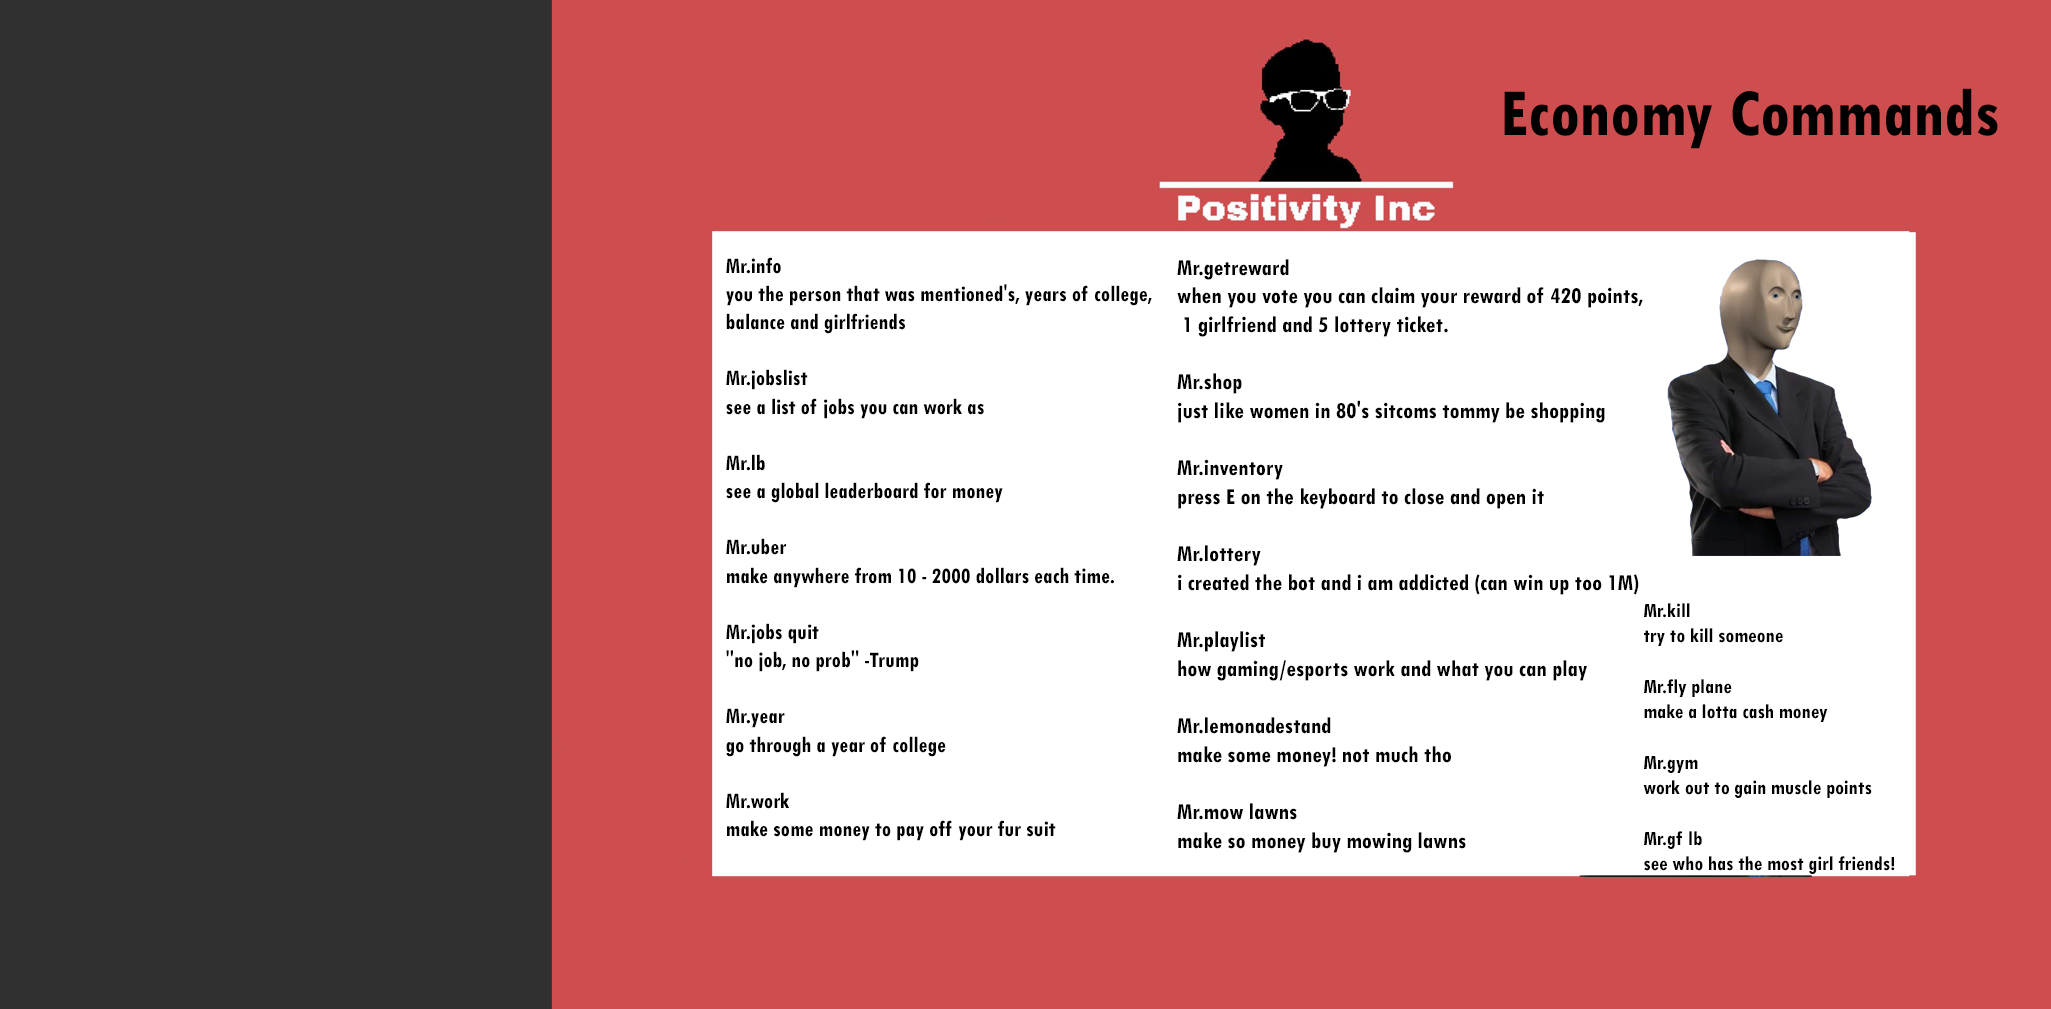 Economy Commands
Positivity Inc
Mr.info
you the person that was mentioned's, years of college,
balance and girlfriends
Mr.jobslist
see a list of jobs you can work as
Mr.lb
see a global leaderboard for money
Mr.uber
make anywhere from 10 - 2000 dollars each time.
Mr.jobs quit
"no job, no prob" -Trump
Mr.year
go through a year of college
Mr.work
make some money to pay off your fur suit
Mr.getreward
when you vote you can claim your reward of 420 points,
1 girlfriend and 5 lottery ticket.
Mr.shop
just like women in 80's sitcoms tommy be shopping
Mr.inventory
press E on the keyboard to close and open it
Mr.lottery
i created the bot and i am addicted (can win up too 1M)
Mr.playlist
how gaming/esports work and what you can play
Mr.lemonadestand
make some money! not much tho
Mr.mow lawns
make so money buy mowing lawns
Mr.kill
try to kill someone
Mr.fly plane
make a lotta cash money
Mr.gym
work out to gain muscle points
Mr.gf lb
see who has the most girl friends!